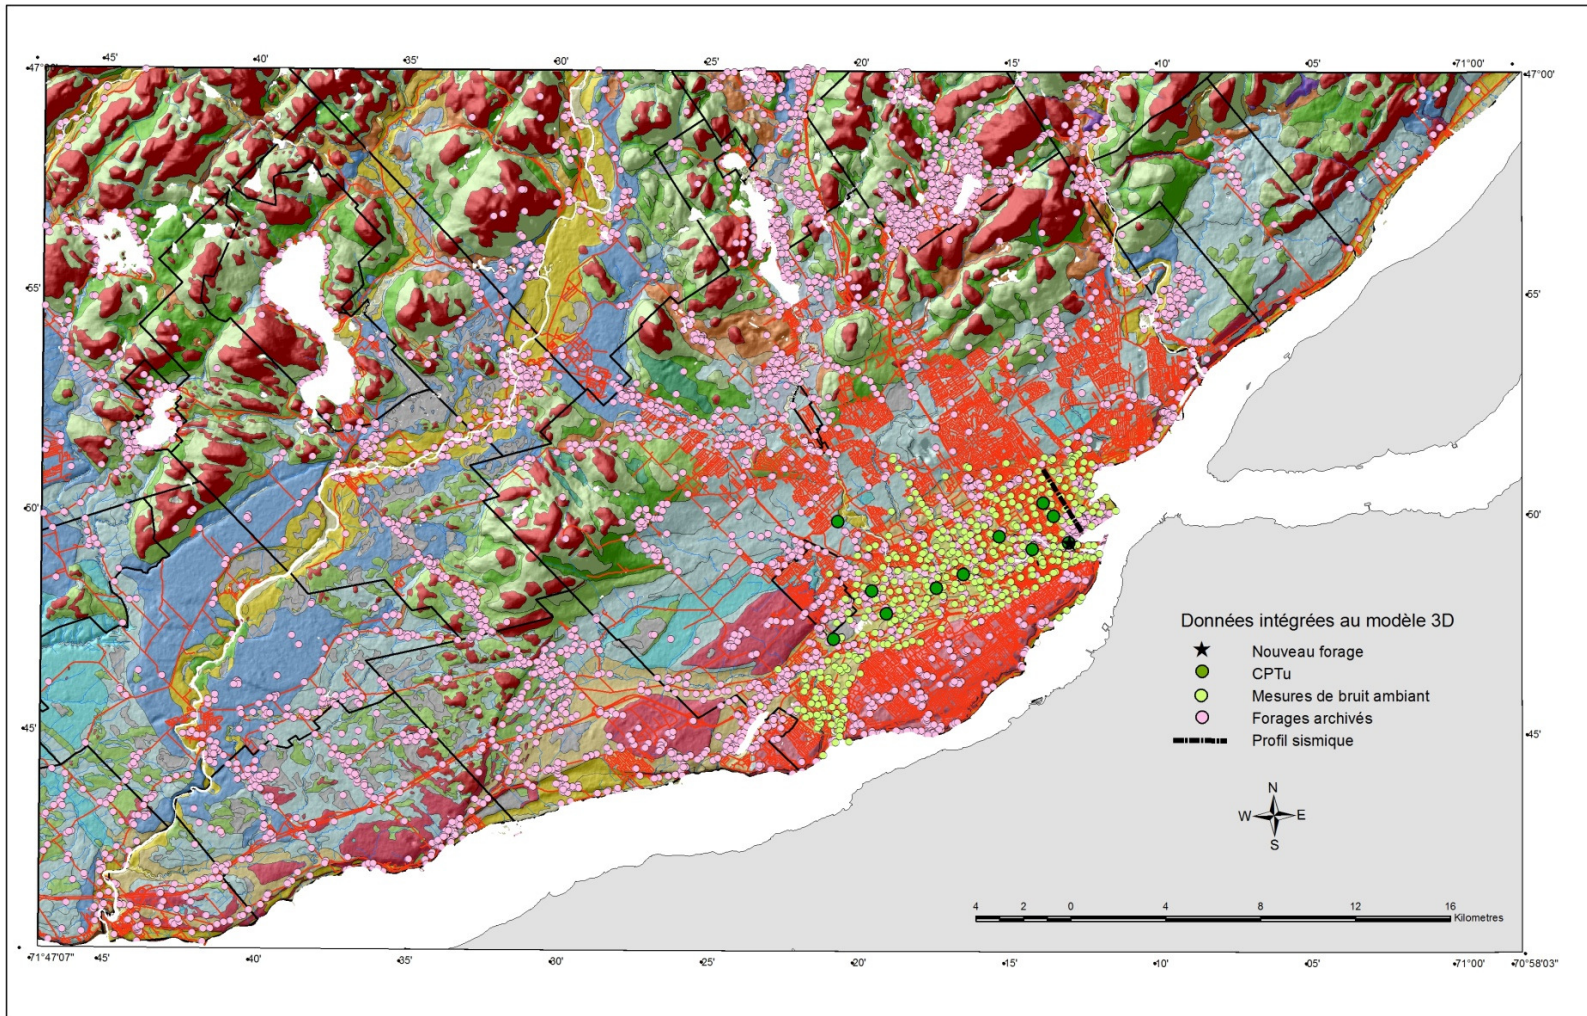 45' 40' 35' 30' 25' 20' 15' 10' 05' 71°00'
47°00' 47°00'
55' 55'
50' 50'
Données intégrées au modèle 3D
Nouveau forage
CPTu
Mesures de bruit ambiant
Forages archivés
Profil sismique
45' 45'
N
W E
S
4 2 0 4 8 12 16
Kilometres
71°47'07" 45' 40' 35' 30' 25' 20' 15' 10' 05' 71°00' 70°58'03"